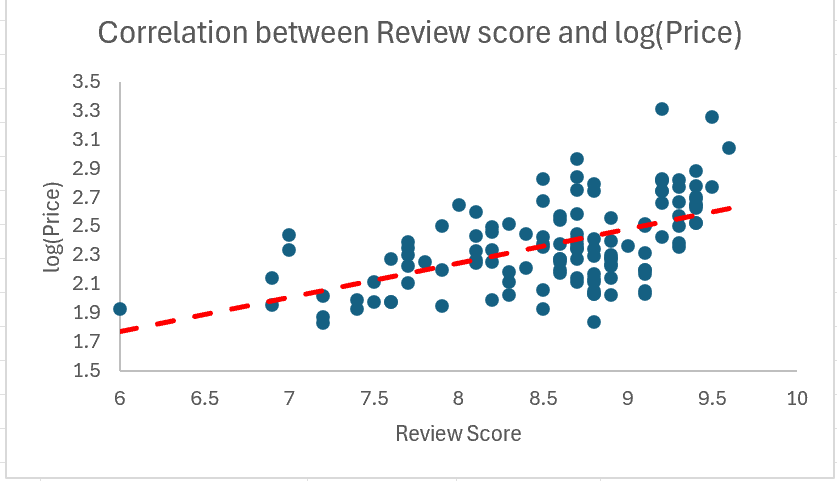 Correlation between Review score and log(Price)
3.5
3.3
3.1
2.9
2.7
2.5
2.3
2.1
1.9
1.7
1.5
log(Price)
6 6.5 7 7.5 8 8.5 9 9.5 10
Review Score